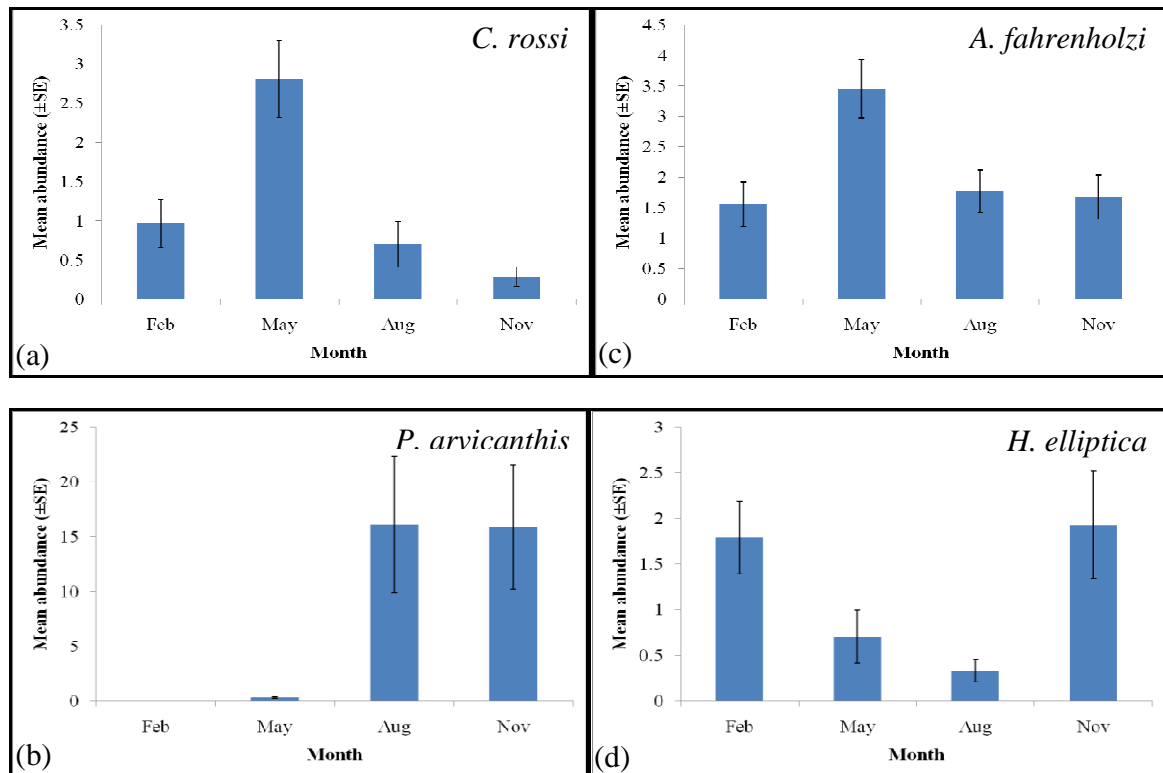 C. rossi
Mean abundance (±SE)
3.5
3
2.5
2
1.5
1
0.5
0
Feb May Aug Nov
Month
(a)
A. fahrenholzi
Mean abundance (±SE)
4.5
4
3.5
3
2.5
2
1.5
1
0.5
0
Feb May Aug Nov
Month
(c)
P. arvicanthis
Mean abundance (±SE)
25
20
15
10
5
0
Feb May Aug Nov
Month
(b)
H. elliptica
Mean abundance (±SE)
3
2.5
2
1.5
1
0.5
0
Feb May Aug Nov
Month
(d)